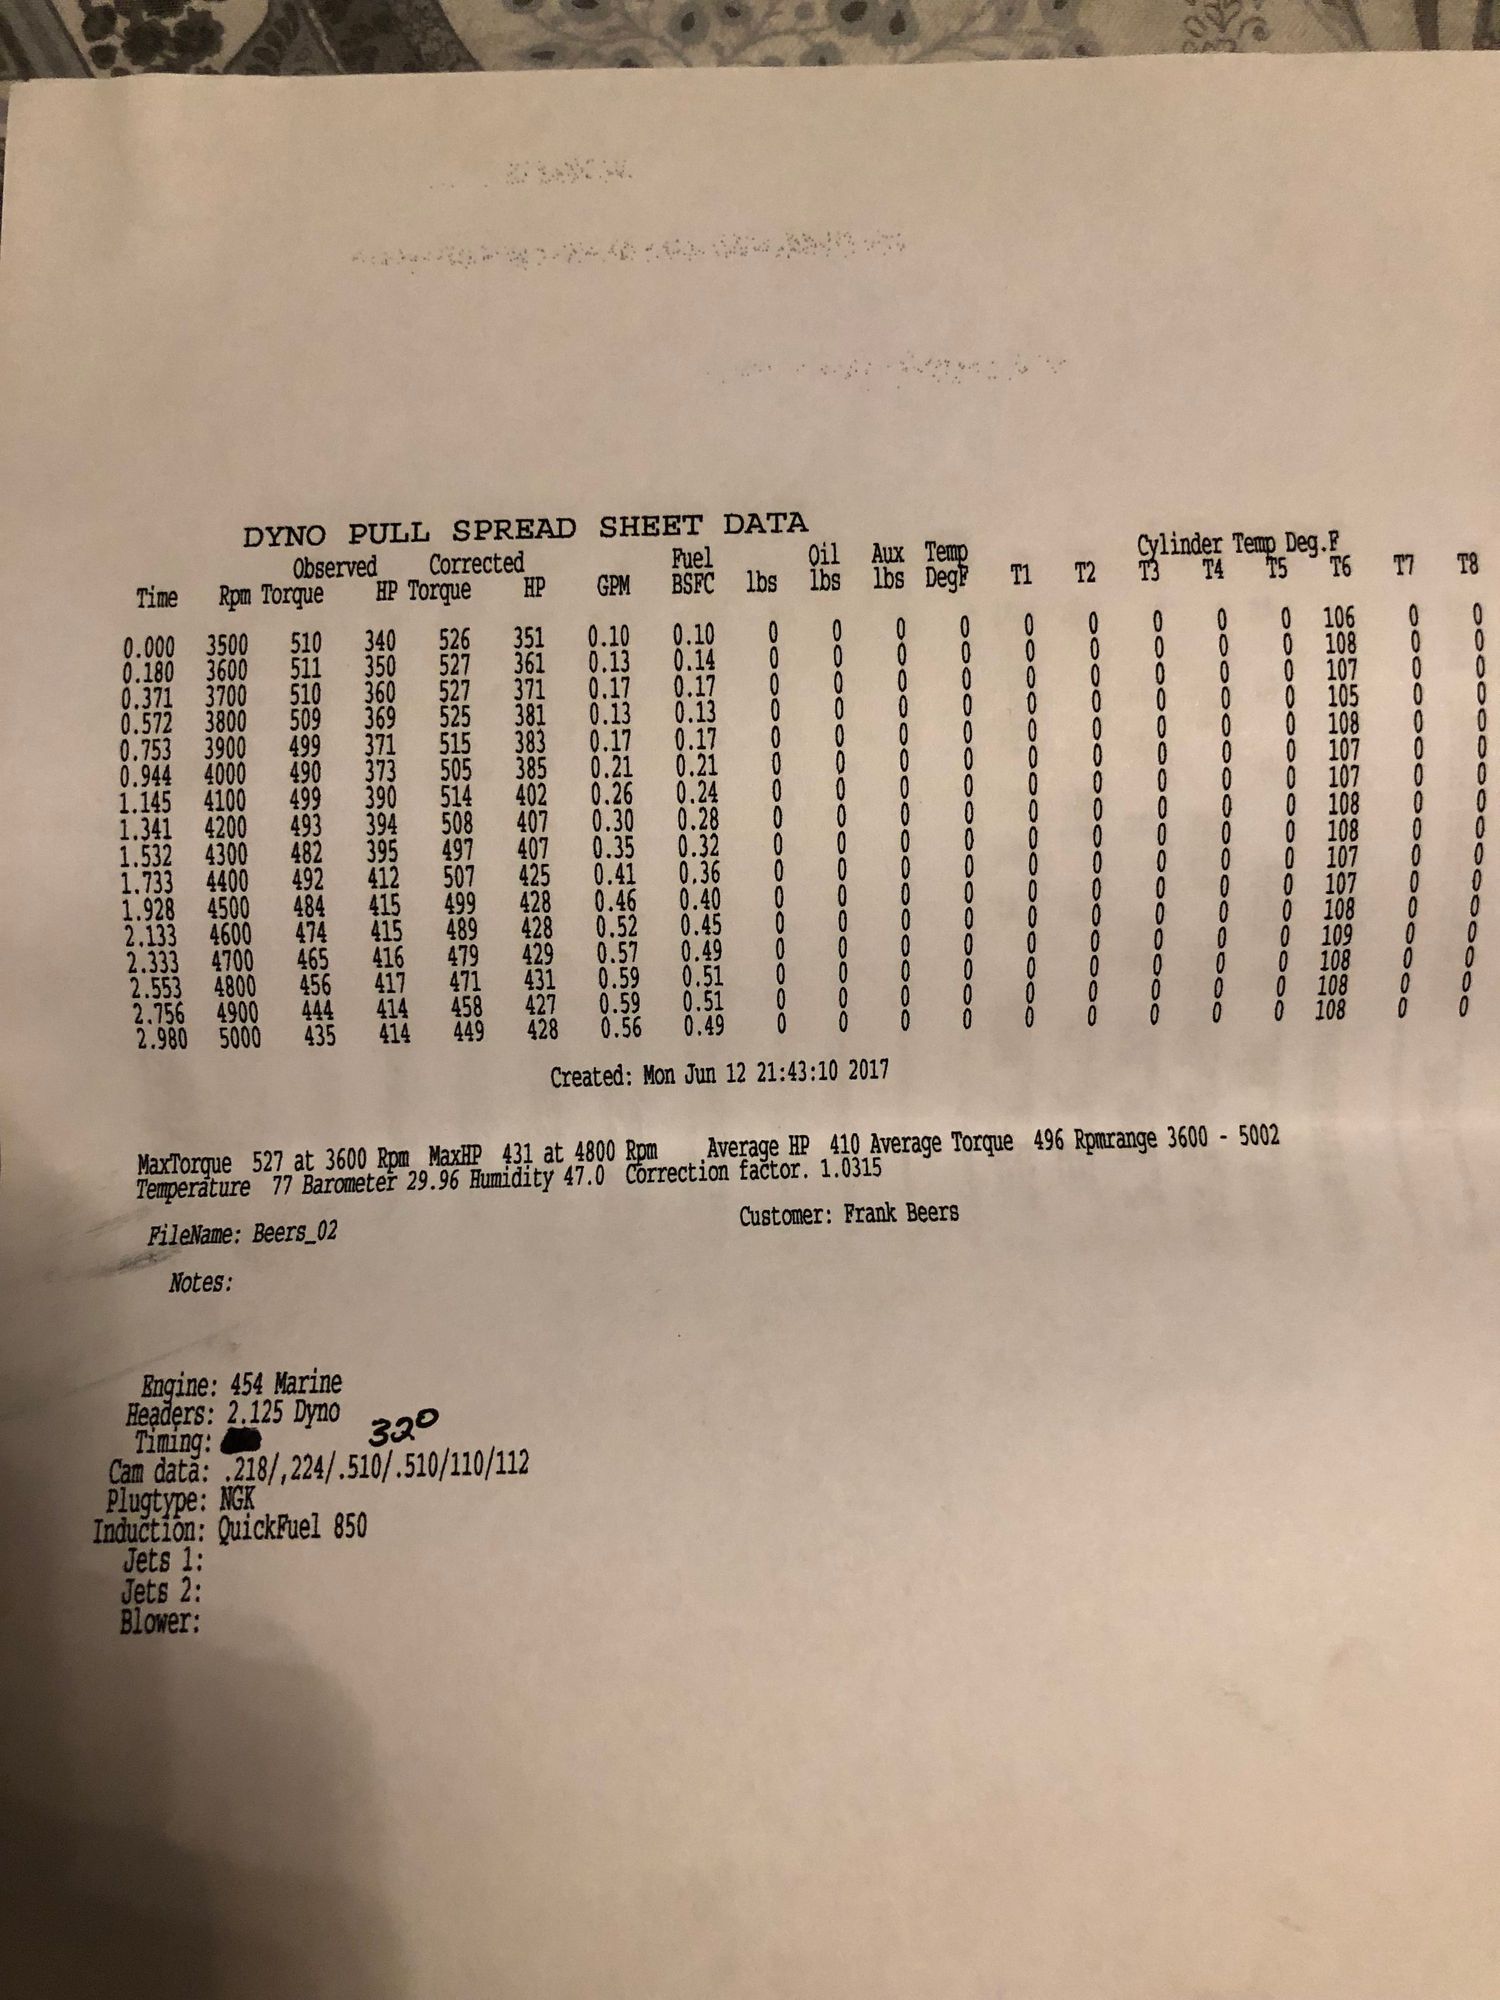 DYNO PULL SPREAD SHEET DATA
Observed Corrected Fuel Oil Aux Temp Cylinder Temp Deg.F
Time Rpm Torque HP Torque HP GPM BSFC lbs lbs lbs DegF T1 T2 T3 T4 T5 T6 T7 T8
0.000 3500 510 340 526 351 0.10 0.10 0 0 0 0 0 0 0 0 0 106 0 0
0.180 3600 511 350 527 361 0.13 0.14 0 0 0 0 0 0 0 0 0 108 0 0
0.371 3700 510 360 527 371 0.17 0.17 0 0 0 0 0 0 0 0 0 107 0 0
0.572 3800 509 369 525 381 0.13 0.13 0 0 0 0 0 0 0 0 0 105 0 0
0.753 3900 499 371 515 383 0.17 0.17 0 0 0 0 0 0 0 0 0 108 0 0
0.944 4000 490 373 505 385 0.21 0.21 0 0 0 0 0 0 0 0 0 107 0 0
1.145 4100 499 390 514 402 0.26 0.24 0 0 0 0 0 0 0 0 0 107 0 0
1.341 4200 493 394 508 407 0.30 0.28 0 0 0 0 0 0 0 0 0 108 0 0
1.532 4300 482 395 497 407 0.35 0.32 0 0 0 0 0 0 0 0 0 108 0 0
1.733 4400 492 412 507 425 0.41 0.36 0 0 0 0 0 0 0 0 0 107 0 0
1.928 4500 484 415 499 428 0.46 0.40 0 0 0 0 0 0 0 0 0 107 0 0
2.133 4600 474 415 489 428 0.52 0.45 0 0 0 0 0 0 0 0 0 108 0 0
2.333 4700 465 416 479 429 0.57 0.49 0 0 0 0 0 0 0 0 0 109 0 0
2.553 4800 456 417 471 431 0.59 0.51 0 0 0 0 0 0 0 0 0 108 0 0
2.756 4900 444 414 458 427 0.59 0.51 0 0 0 0 0 0 0 0 0 108 0 0
2.980 5000 435 414 449 428 0.56 0.49 0 0 0 0 0 0 0 0 0 108 0 0
Created: Mon Jun 12 21:43:10 2017
MaxTorque 527 at 3600 Rpm MaxHP 431 at 4800 Rpm Average HP 410 Average Torque 496 Rpmrange 3600 - 5002
Temperature 77 Barometer 29.96 Humidity 47.0 Correction factor. 1.0315
FileName: Beers_02 Customer: Frank Beers
Notes:
Engine: 454 Marine
Headers: 2.125 Dyno
Timing: 32°
Cam data: .218/,224/.510/.510/110/112
Plugtype: NGK
Induction: QuickFuel 850
Jets 1:
Jets 2:
Blower: